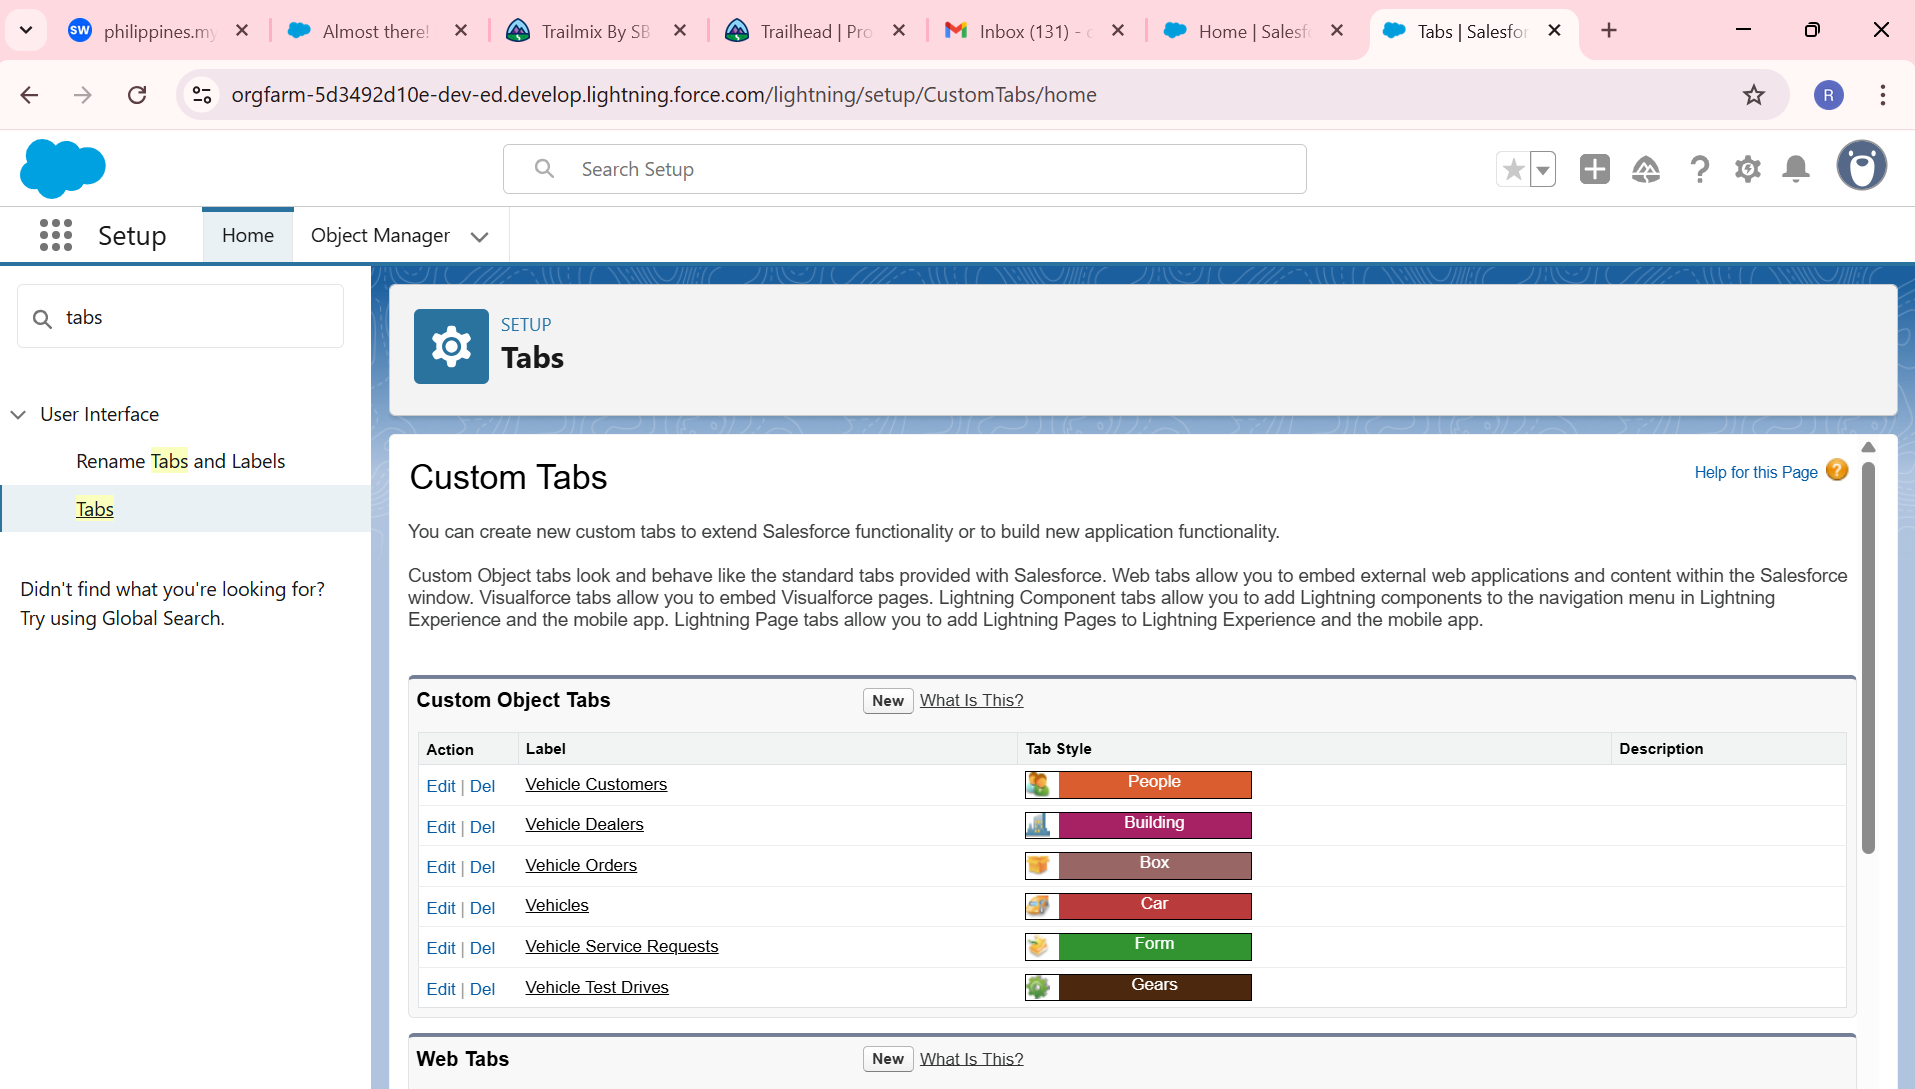 philippines.my
Almost there!
Trailmix By SB
Trailhead | Pro
Inbox (131) -
Home | Salesf
Tabs | Salesfor
orgfarm-5d3492d10e-dev-ed.develop.lightning.force.com/lightning/setup/CustomTabs/home
R
Search Setup
Setup
Home
Object Manager
tabs
User Interface
Rename Tabs and Labels
Tabs
Didn't find what you're looking for?
Try using Global Search.
SETUP
Tabs
Custom Tabs
Help for this Page
You can create new custom tabs to extend Salesforce functionality or to build new application functionality.
Custom Object tabs look and behave like the standard tabs provided with Salesforce. Web tabs allow you to embed external web applications and content within the Salesforce
window. Visualforce tabs allow you to embed Visualforce pages. Lightning Component tabs allow you to add Lightning components to the navigation menu in Lightning
Experience and the mobile app. Lightning Page tabs allow you to add Lightning Pages to Lightning Experience and the mobile app.
Custom Object Tabs New What Is This?
Action Label Tab Style Description
Edit | Del Vehicle Customers People
Edit | Del Vehicle Dealers Building
Edit | Del Vehicle Orders Box
Edit | Del Vehicles Car
Edit | Del Vehicle Service Requests Form
Edit | Del Vehicle Test Drives Gears
Web Tabs New What Is This?